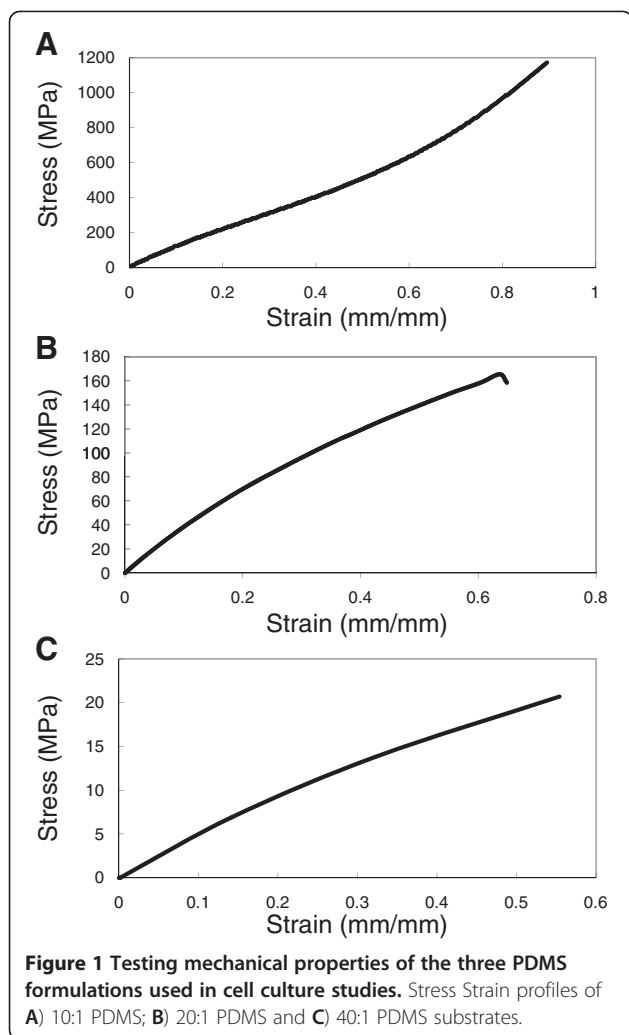 A
1200
1000
800
600
400
200
0
Stress (MPa)
0 0.2 0.4 0.6 0.8 1
Strain (mm/mm)
B
180
160
140
120
100
80
60
40
20
0
Stress (MPa)
0 0.2 0.4 0.6 0.8
Strain (mm/mm)
C
25
20
15
10
5
0
Stress (MPa)
0 0.1 0.2 0.3 0.4 0.5 0.6
Strain (mm/mm)
Figure 1 Testing mechanical properties of the three PDMS
formulations used in cell culture studies. Stress Strain profiles of
A) 10:1 PDMS; B) 20:1 PDMS and C) 40:1 PDMS substrates.